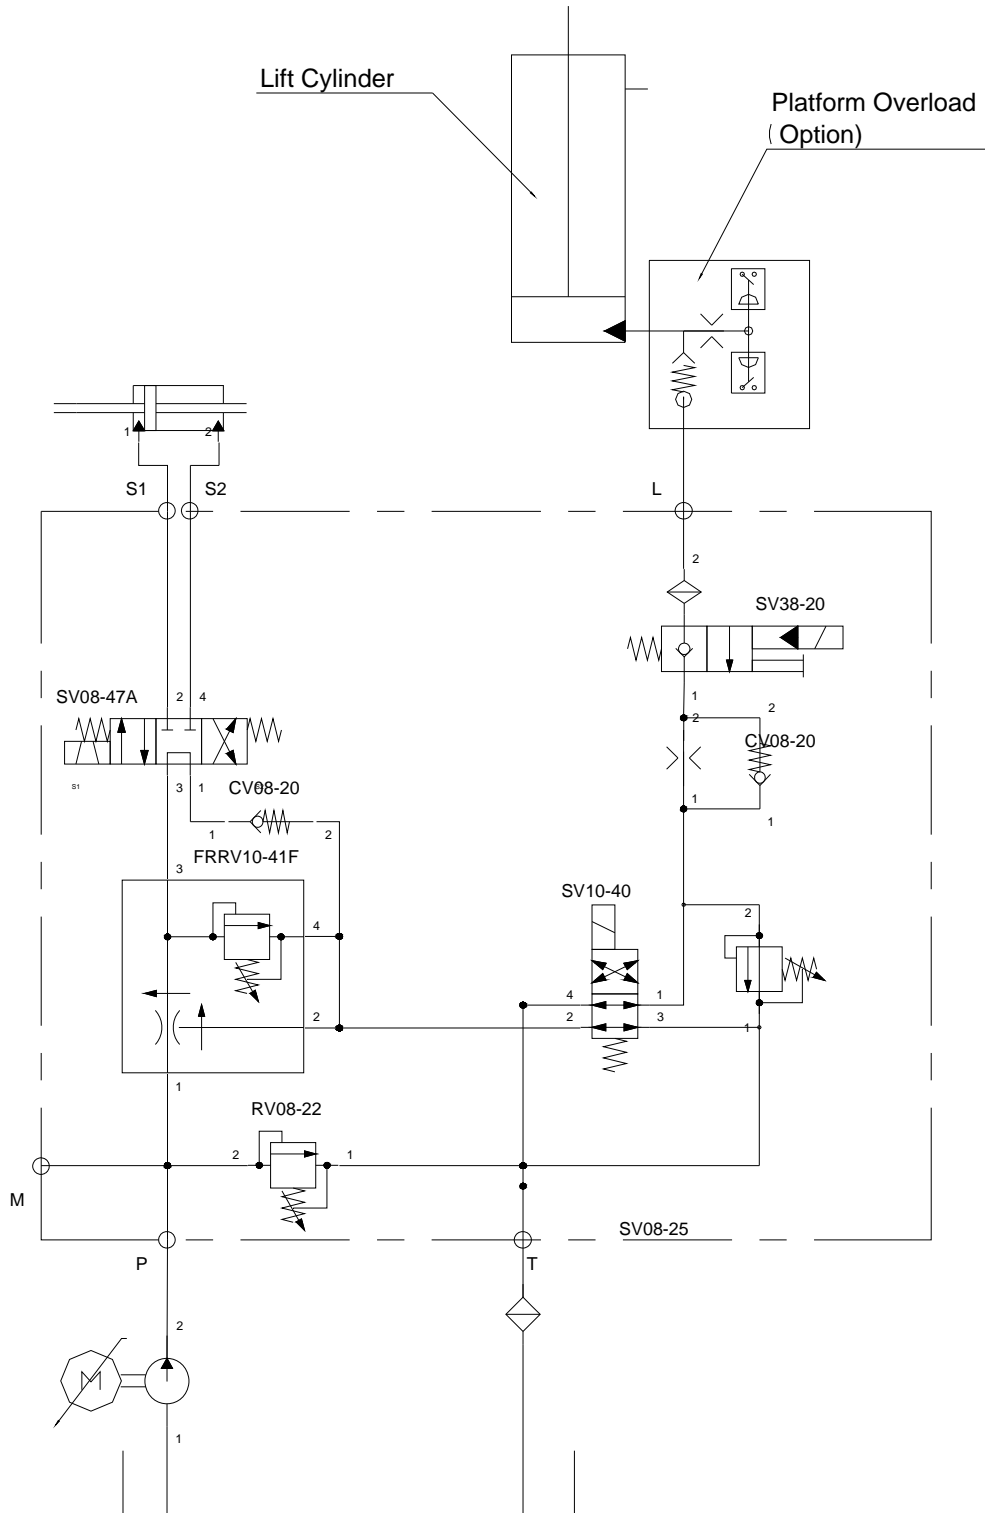 Lift Cylinder
Platform Overload
( Option)
1
2
S1
S2
L
2
SV38-20
SV08-47A
2
4
1
2
2
CV08-20
S1
3
1
CV08-20
1
2
1
1
FRRV10-41F
3
SV10-40
4
2
4
1
2
2
3
1
1
RV08-22
2
1
M
P
T
SV08-25
2
M
1